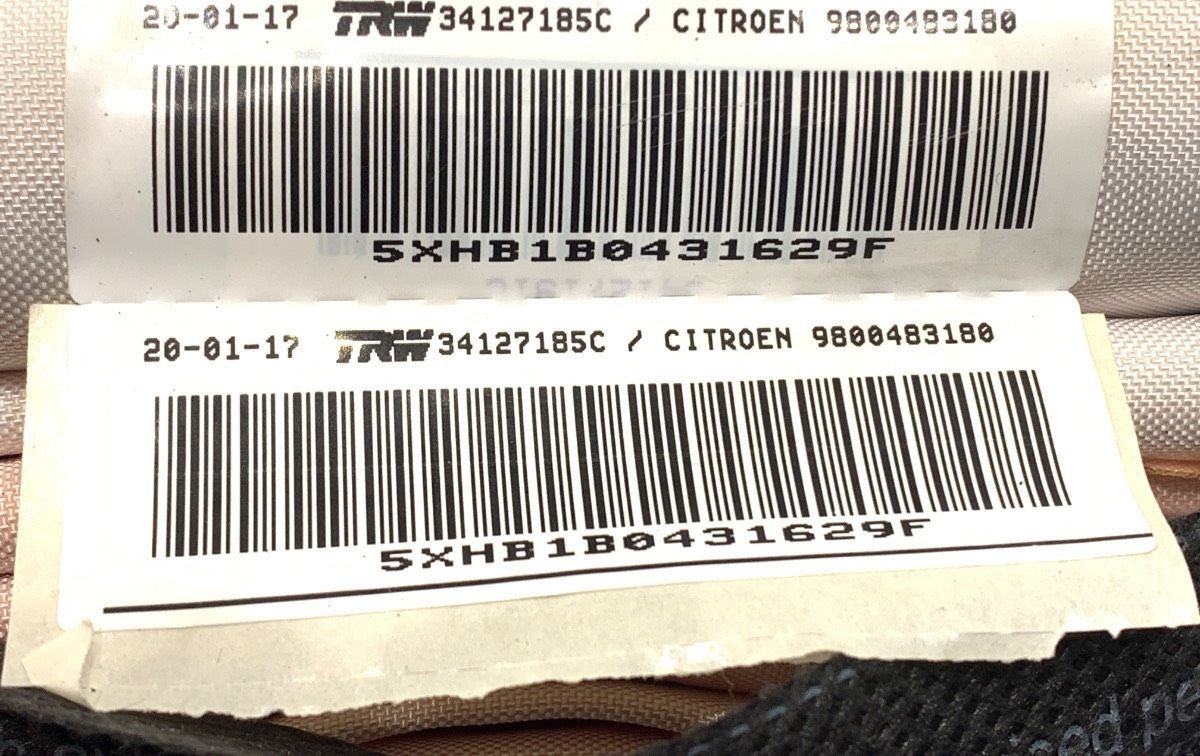 20-01-17 TRW 34127185C / CITROEN 9800483180
5XHB1B0431629F
20-01-17 TRW 34127185C / CITROEN 9800483180
5XHB1B0431629F